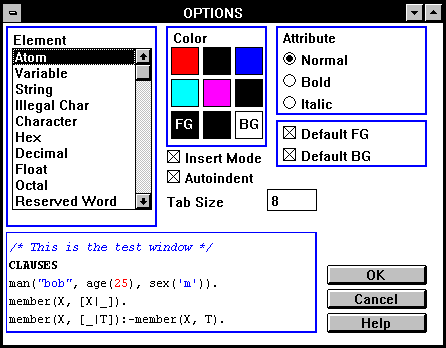 OPTIONS
Element
Atom
Variable
String
Illegal Char
Character
Hex
Decimal
Float
Octal
Reserved Word
Color
FG
BG
Insert Mode
Autoindent
Tab Size 8
Attribute
Normal
Bold
Italic
Default FG
Default BG
/* This is the test window */
CLAUSES
man("bob", age(25), sex('m')).
member(X, [X|_]).
member(X, [_|T]):-member(X, T).
OK
Cancel
Help